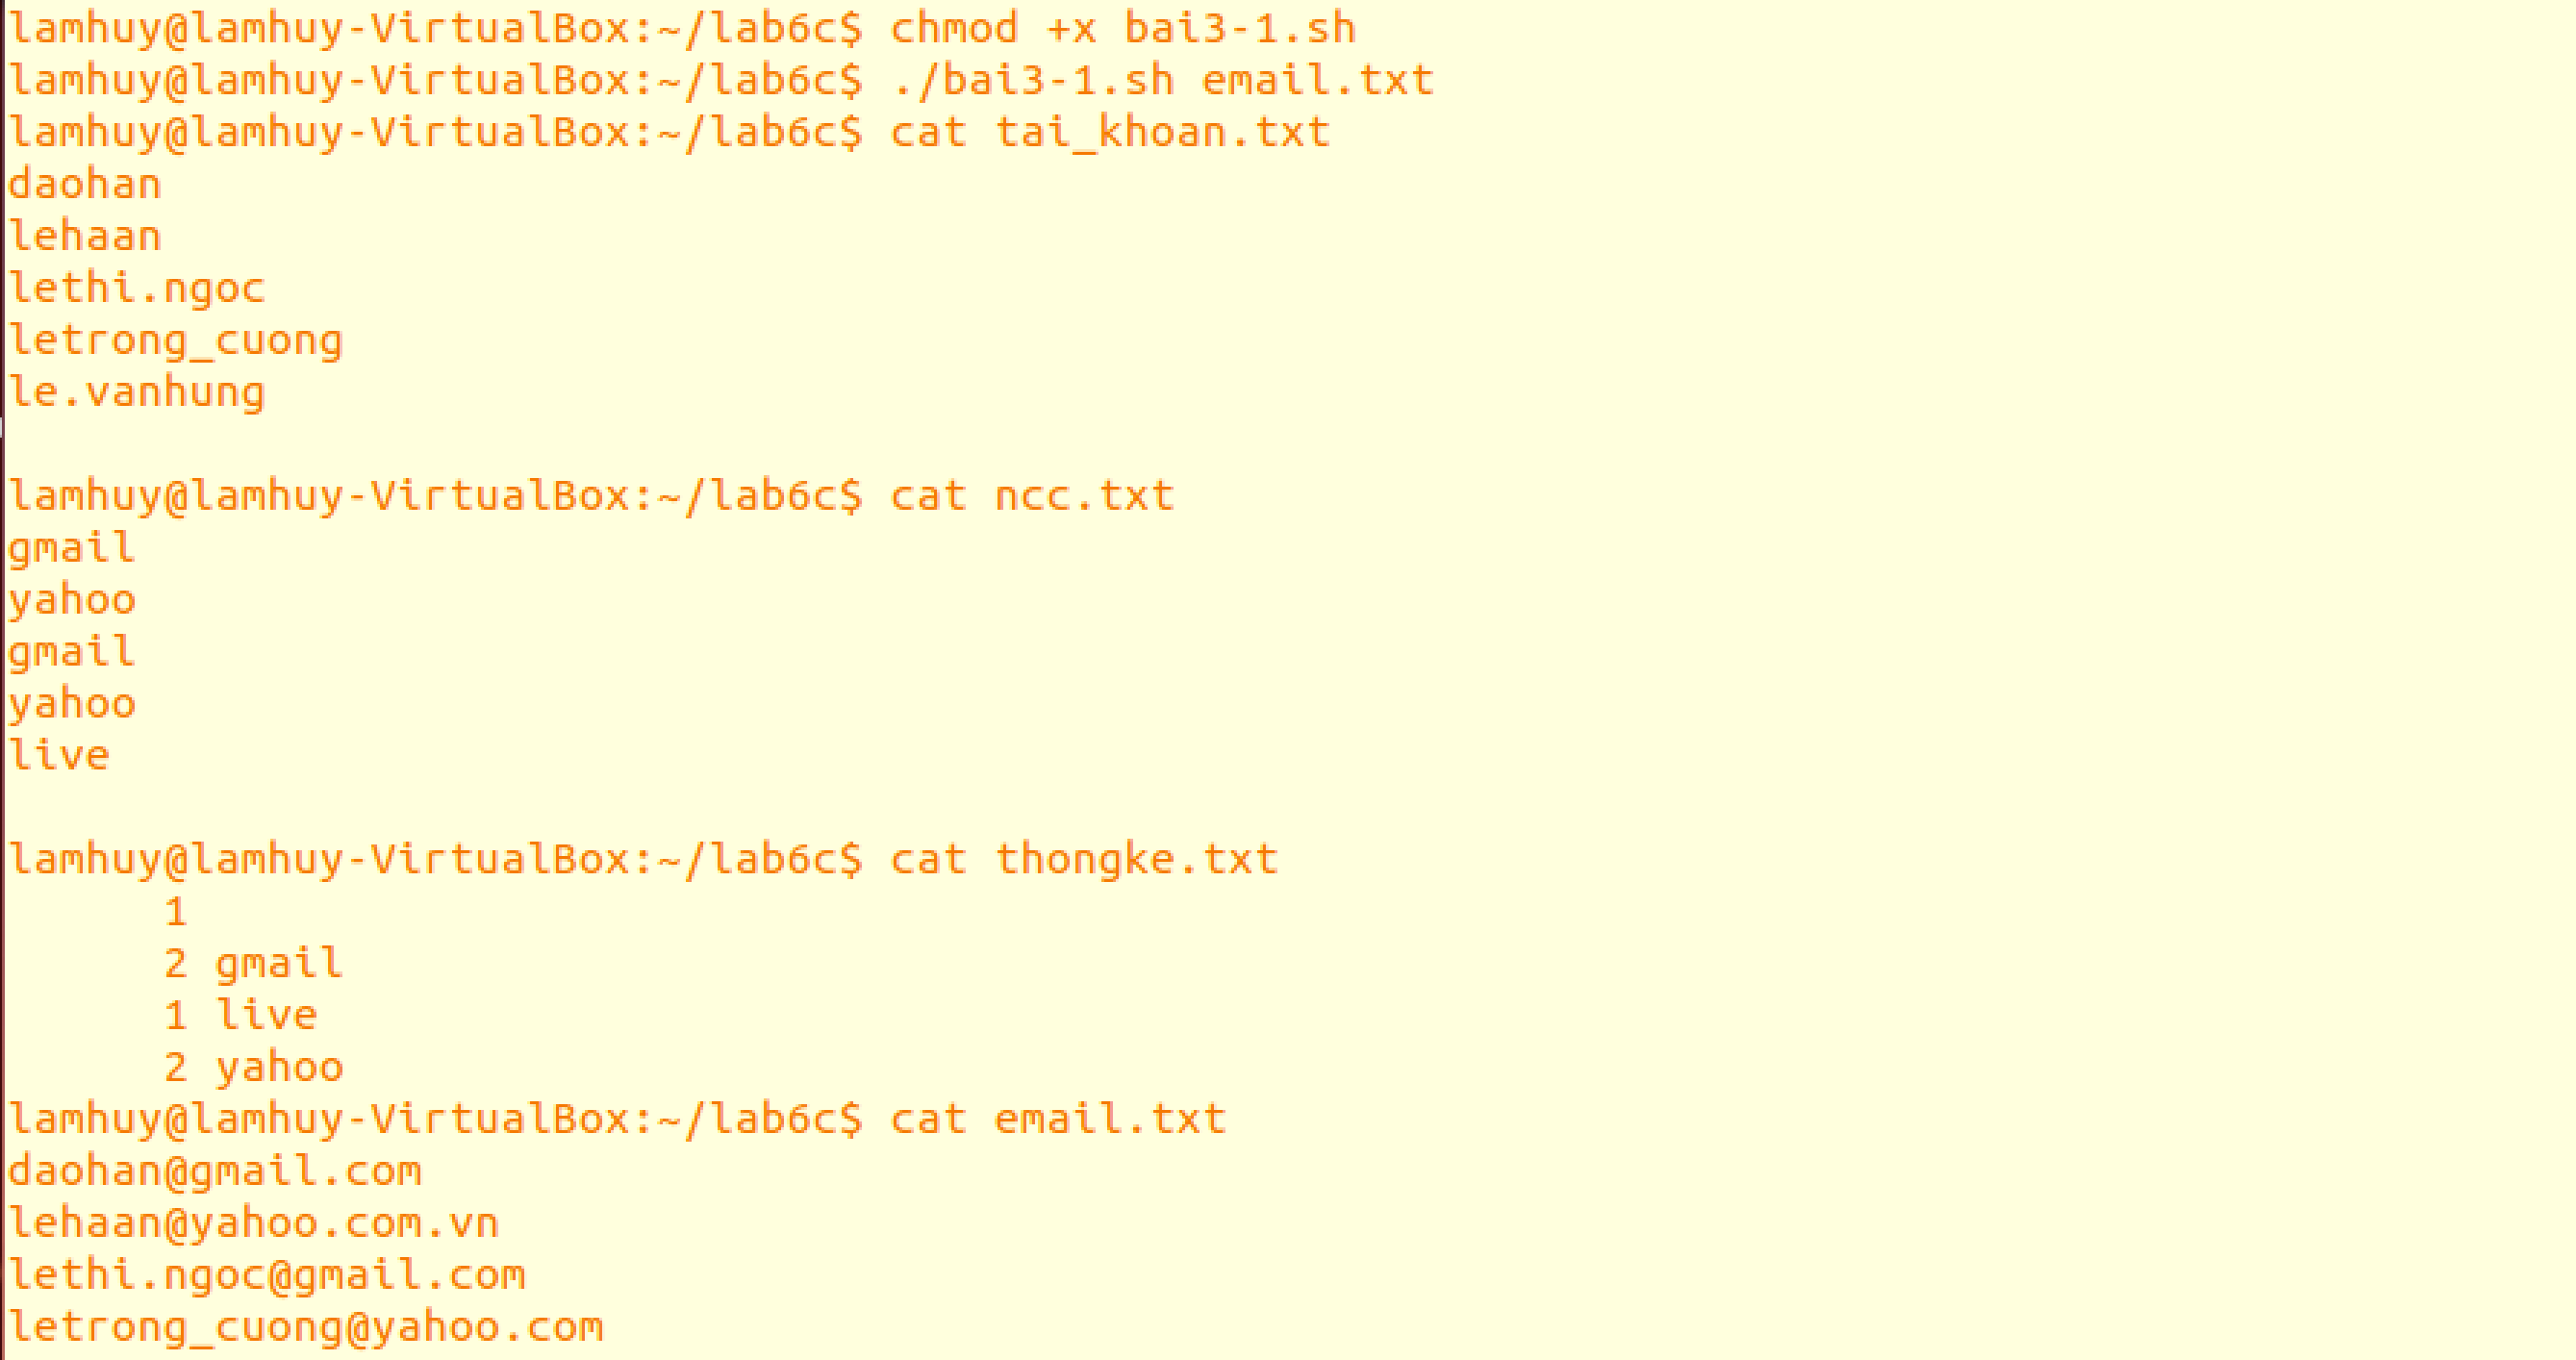 lamhuy@lamhuy-VirtualBox:~/lab6c$ chmod +x bai3-1.sh
lamhuy@lamhuy-VirtualBox:~/lab6c$ ./bai3-1.sh email.txt
lamhuy@lamhuy-VirtualBox:~/lab6c$ cat tai_khoan.txt
daohan
lehaan
lethi.ngoc
letrong_cuong
le.vanhung
lamhuy@lamhuy-VirtualBox:~/lab6c$ cat ncc.txt
gmail
yahoo
gmail
yahoo
live
lamhuy@lamhuy-VirtualBox:~/lab6c$ cat thongke.txt
1
2 gmail
1 live
2 yahoo
lamhuy@lamhuy-VirtualBox:~/lab6c$ cat email.txt
daohan@gmail.com
lehaan@yahoo.com.vn
lethi.ngoc@gmail.com
letrong_cuong@yahoo.com